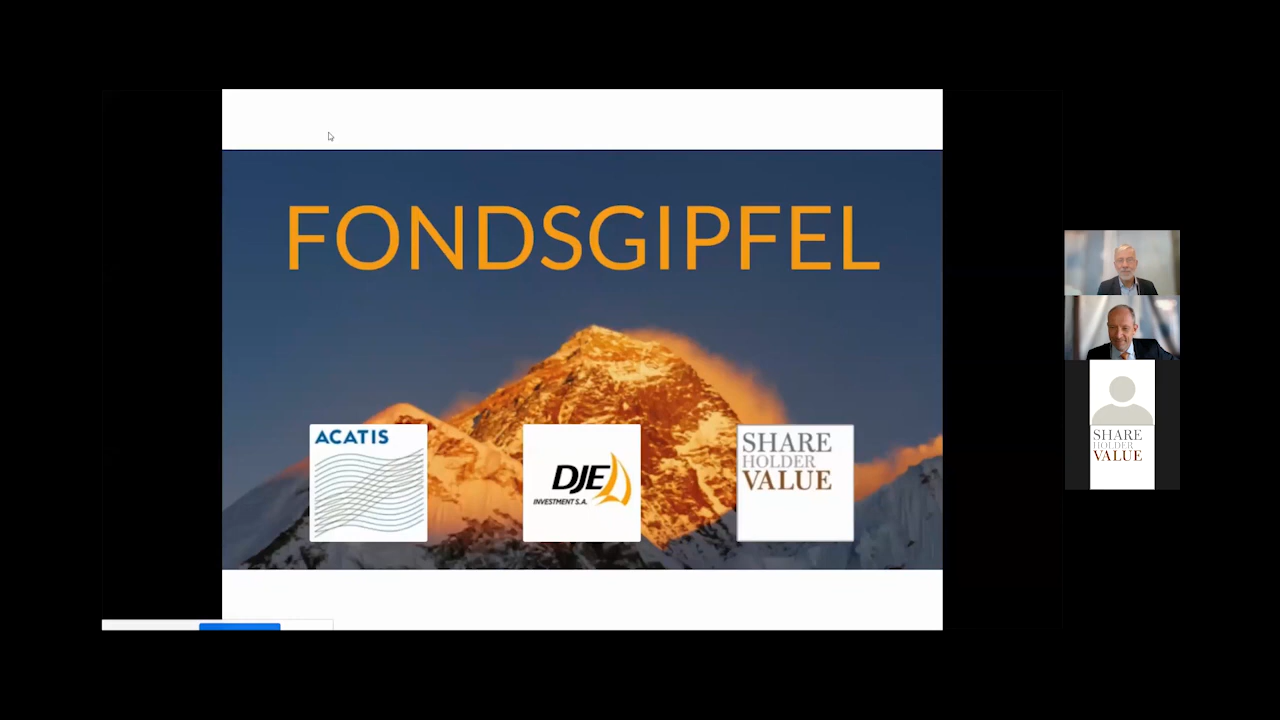 FONDSGIPFEL
ACATIS
DJE
INVESTMENT S.A.
SHARE
HOLDER
VALUE
SHARE
HOLDER
VALUE